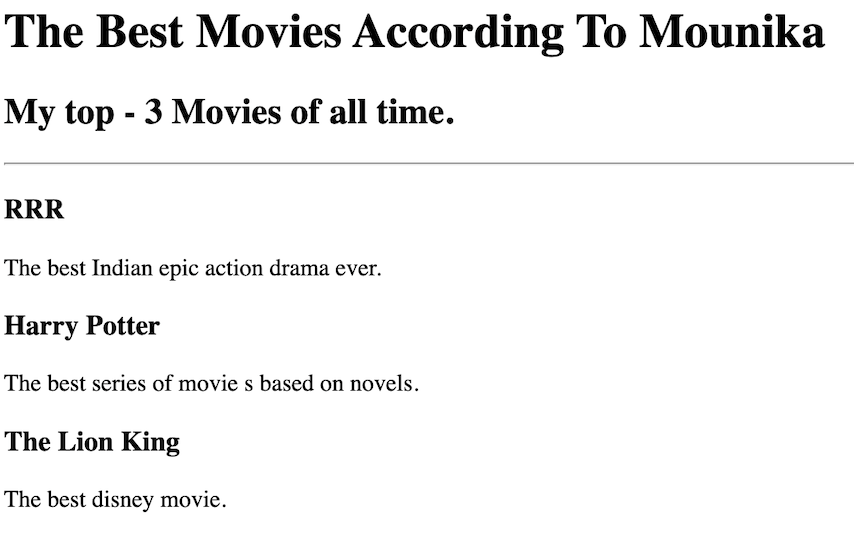 The Best Movies According To Mounika
My top - 3 Movies of all time.
RRR
The best Indian epic action drama ever.
Harry Potter
The best series of movie s based on novels.
The Lion King
The best disney movie.